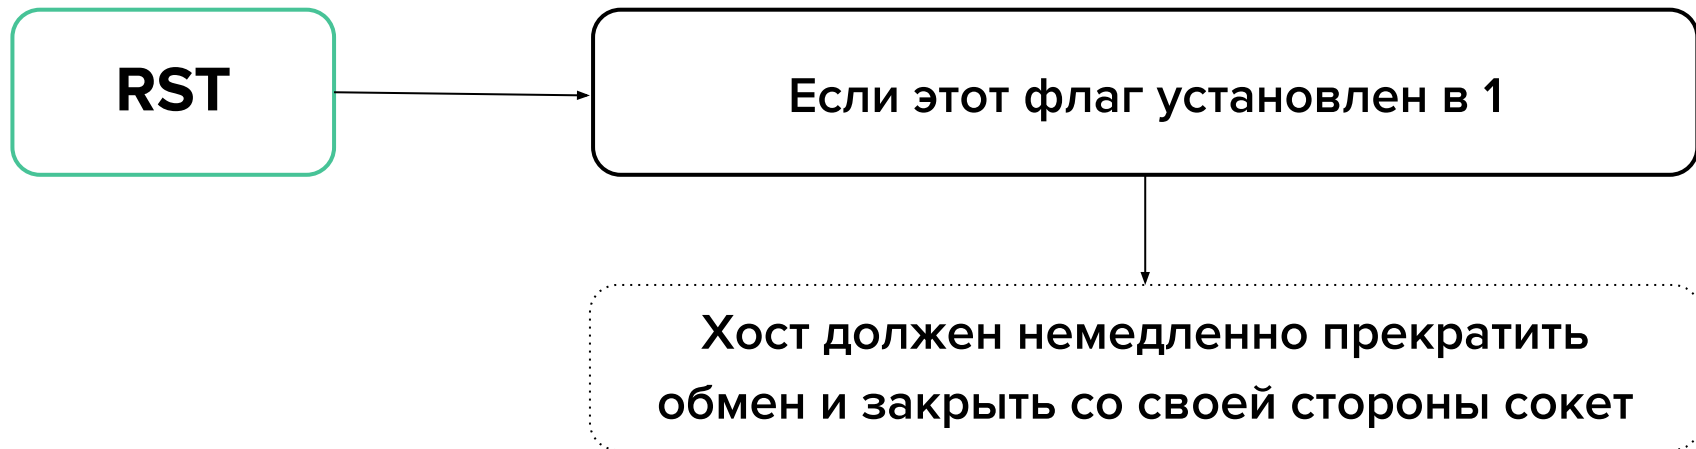 RST
Если этот флаг установлен в 1
Хост должен немедленно прекратить
обмен и закрыть со своей стороны сокет